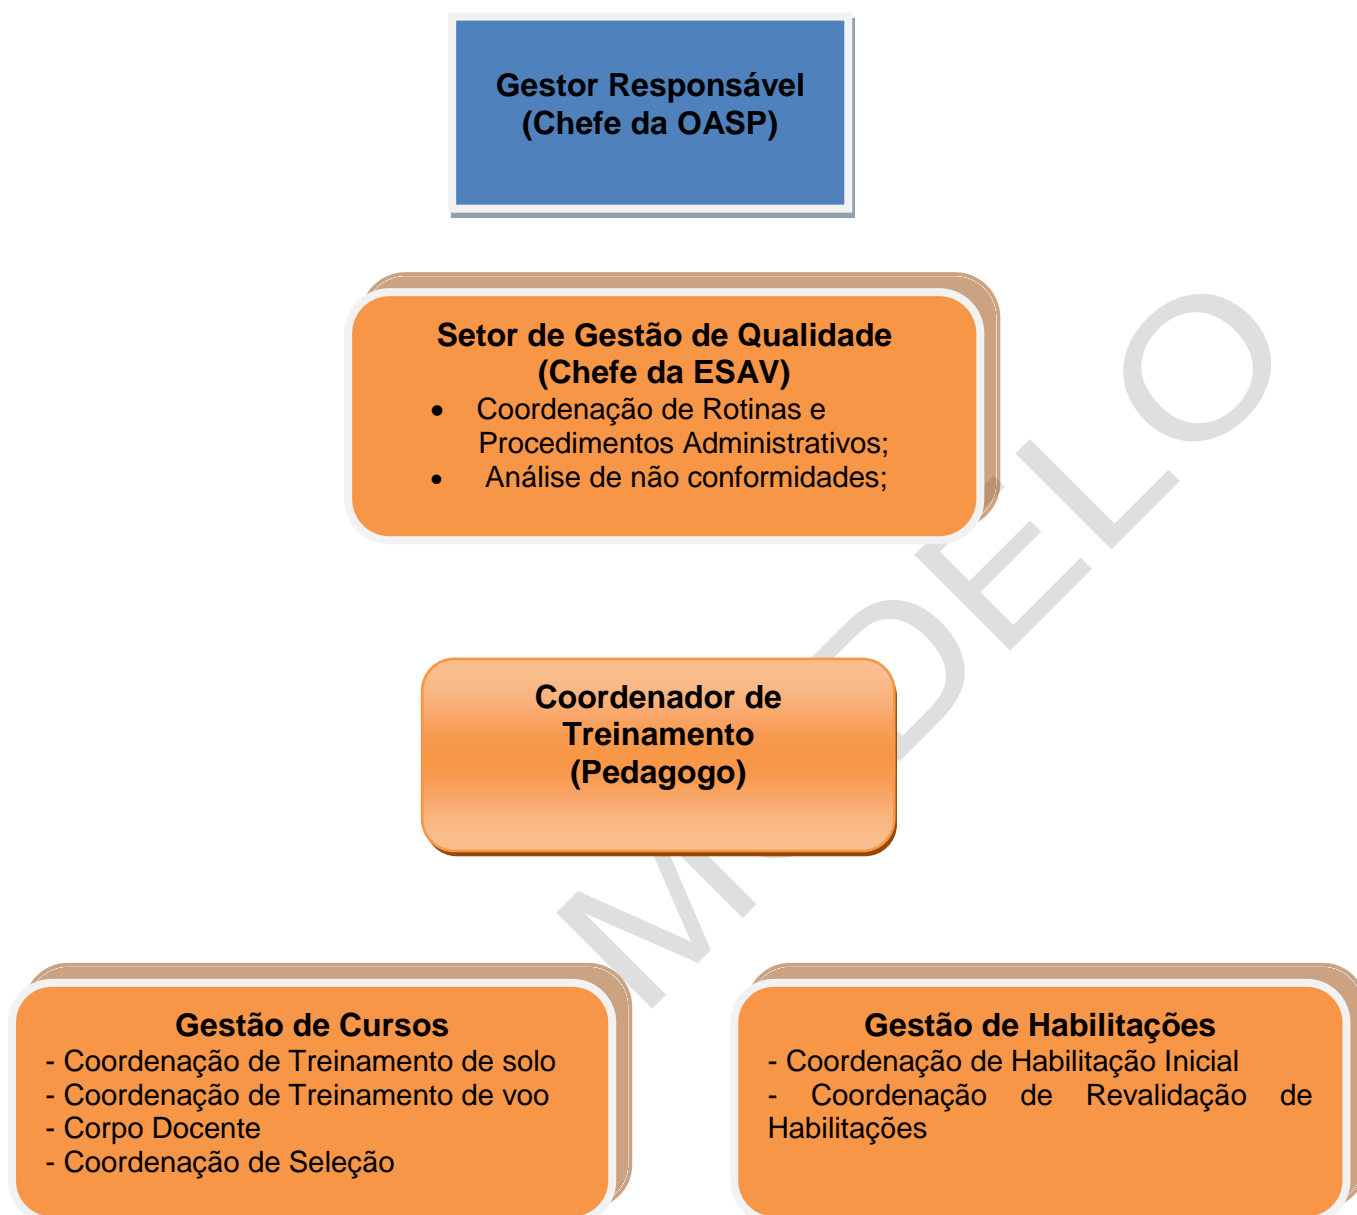 Gestor Responsável
(Chefe da OASP)
Setor de Gestão de Qualidade
(Chefe da ESAV)
• Coordenação de Rotinas e
Procedimentos Administrativos;
• Análise de não conformidades;
Coordenador de
Treinamento
(Pedagogo)
Gestão de Cursos
- Coordenação de Treinamento de solo
- Coordenação de Treinamento de voo
- Corpo Docente
- Coordenação de Seleção
Gestão de Habilitações
- Coordenação de Habilitação Inicial
- Coordenação de Revalidação de
Habilitações
MODELO